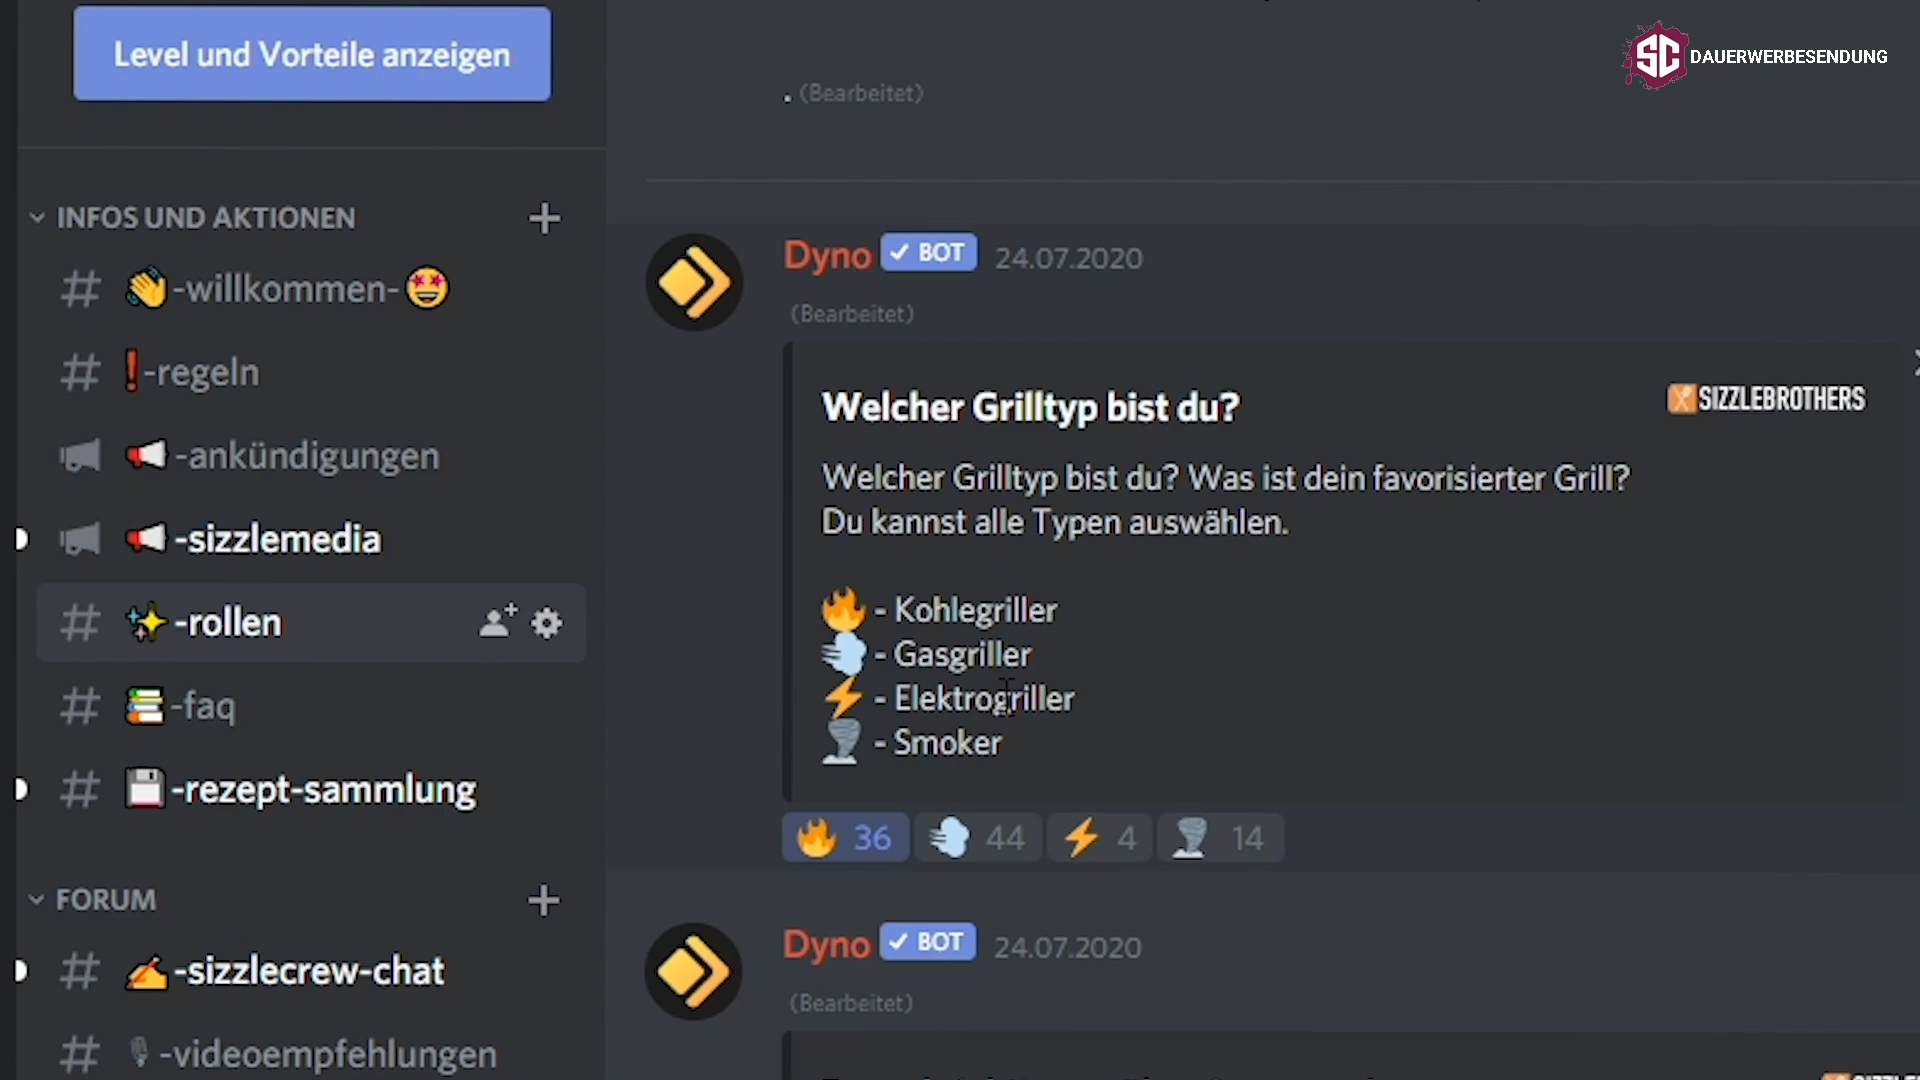 Level und Vorteile anzeigen
INFOS UND AKTIONEN
-willkommen-
-regeln
-ankündigungen
-sizzlemedia
-rollen
-faq
-rezept-sammlung
FORUM
-sizzlecrew-chat
-videoempfehlungen
. (Bearbeitet)
SC DAUERWERBESENDUNG
Dyno BOT 24.07.2020
(Bearbeitet)
Welcher Grilltyp bist du?
SIZZLEBROTHERS
Welcher Grilltyp bist du? Was ist dein favorisierter Grill?
Du kannst alle Typen auswählen.
- Kohlegriller
- Gasgriller
- Elektrogriller
- Smoker
36 44 4 14
Dyno BOT 24.07.2020
(Bearbeitet)